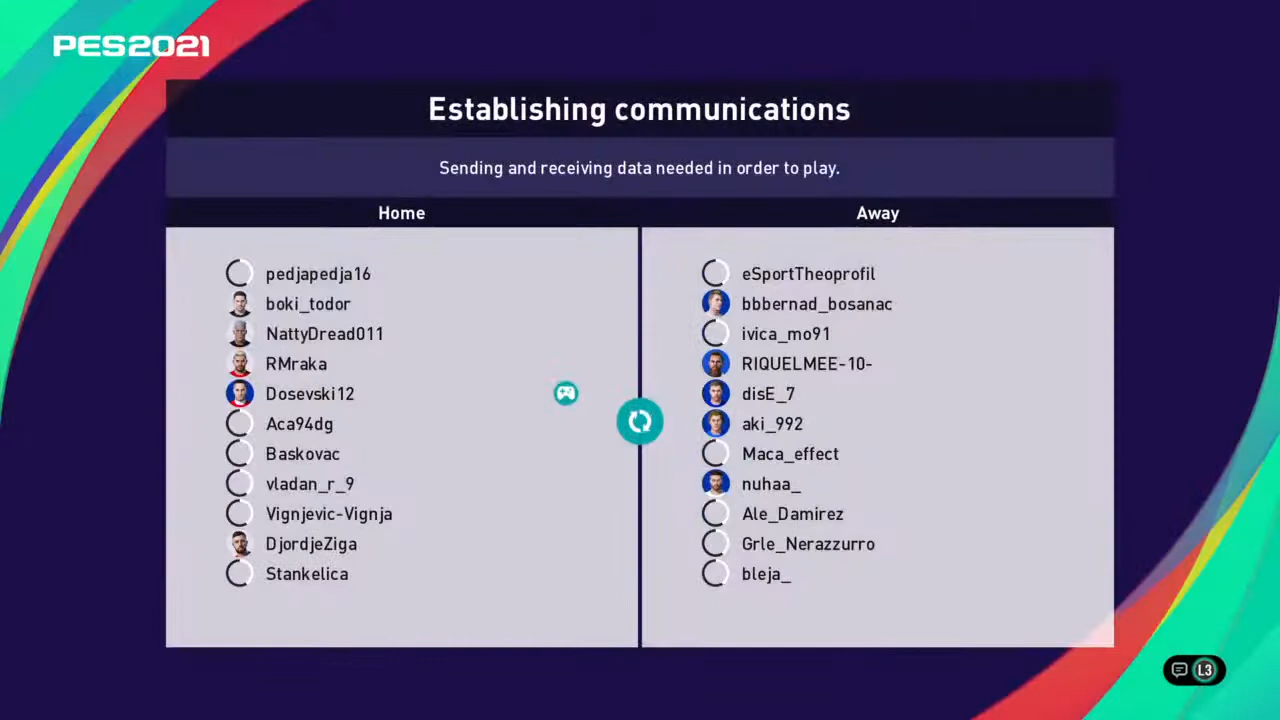 PES2021
Establishing communications
Sending and receiving data needed in order to play.
Home
Away
pedjapedja16
boki_todor
NattyDread011
RMraka
Dosevski12
Aca94dg
Baskovac
vladan_r_9
Vignjevic-Vignja
DjordjeZiga
Stankelica
eSportTheoprofil
bbbernad_bosanac
ivica_mo91
RIQUELMEE-10-
disE_7
aki_992
Maca_effect
nuhaa_
Ale_Damirez
Grle_Nerazzurro
bleja_
L3